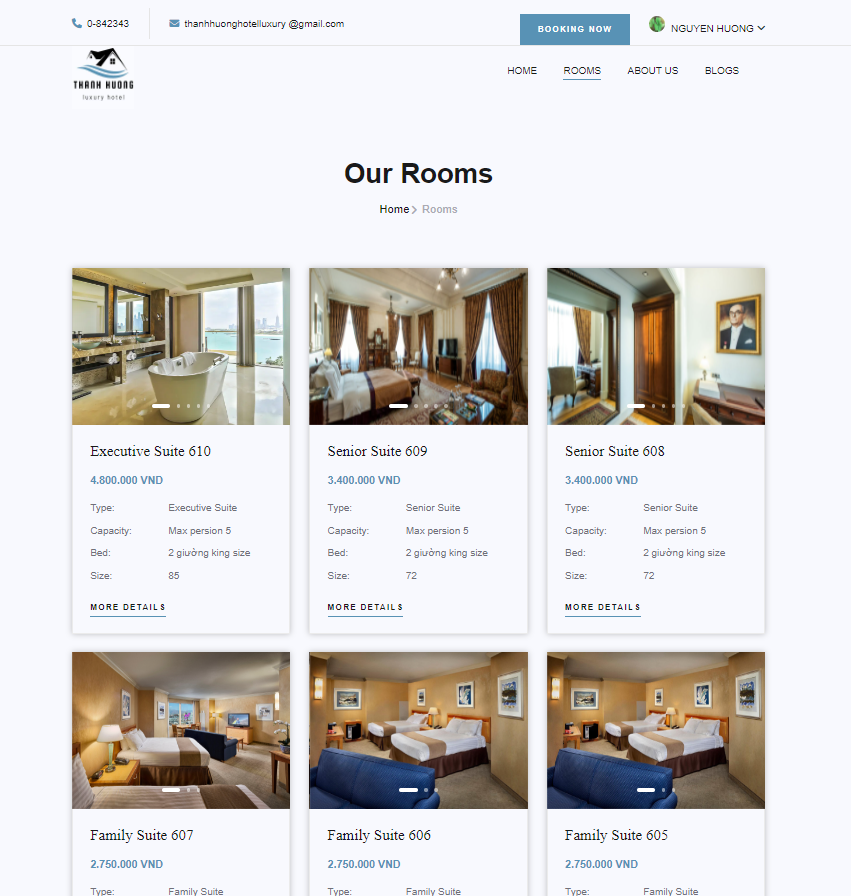 0-842343
thanhhuonghotelluxury @gmail.com
BOOKING NOW
NGUYEN HUONG
THANH HUONG
luxury hotel
HOME ROOMS ABOUT US BLOGS
Our Rooms
Home > Rooms
Executive Suite 610
4.800.000 VND
Type: Executive Suite
Capacity: Max persion 5
Bed: 2 giường king size
Size: 85
MORE DETAILS
Senior Suite 609
3.400.000 VND
Type: Senior Suite
Capacity: Max persion 5
Bed: 2 giường king size
Size: 72
MORE DETAILS
Senior Suite 608
3.400.000 VND
Type: Senior Suite
Capacity: Max persion 5
Bed: 2 giường king size
Size: 72
MORE DETAILS
Family Suite 607
2.750.000 VND
Type: Family Suite
Family Suite 606
2.750.000 VND
Type: Family Suite
Family Suite 605
2.750.000 VND
Type: Family Suite